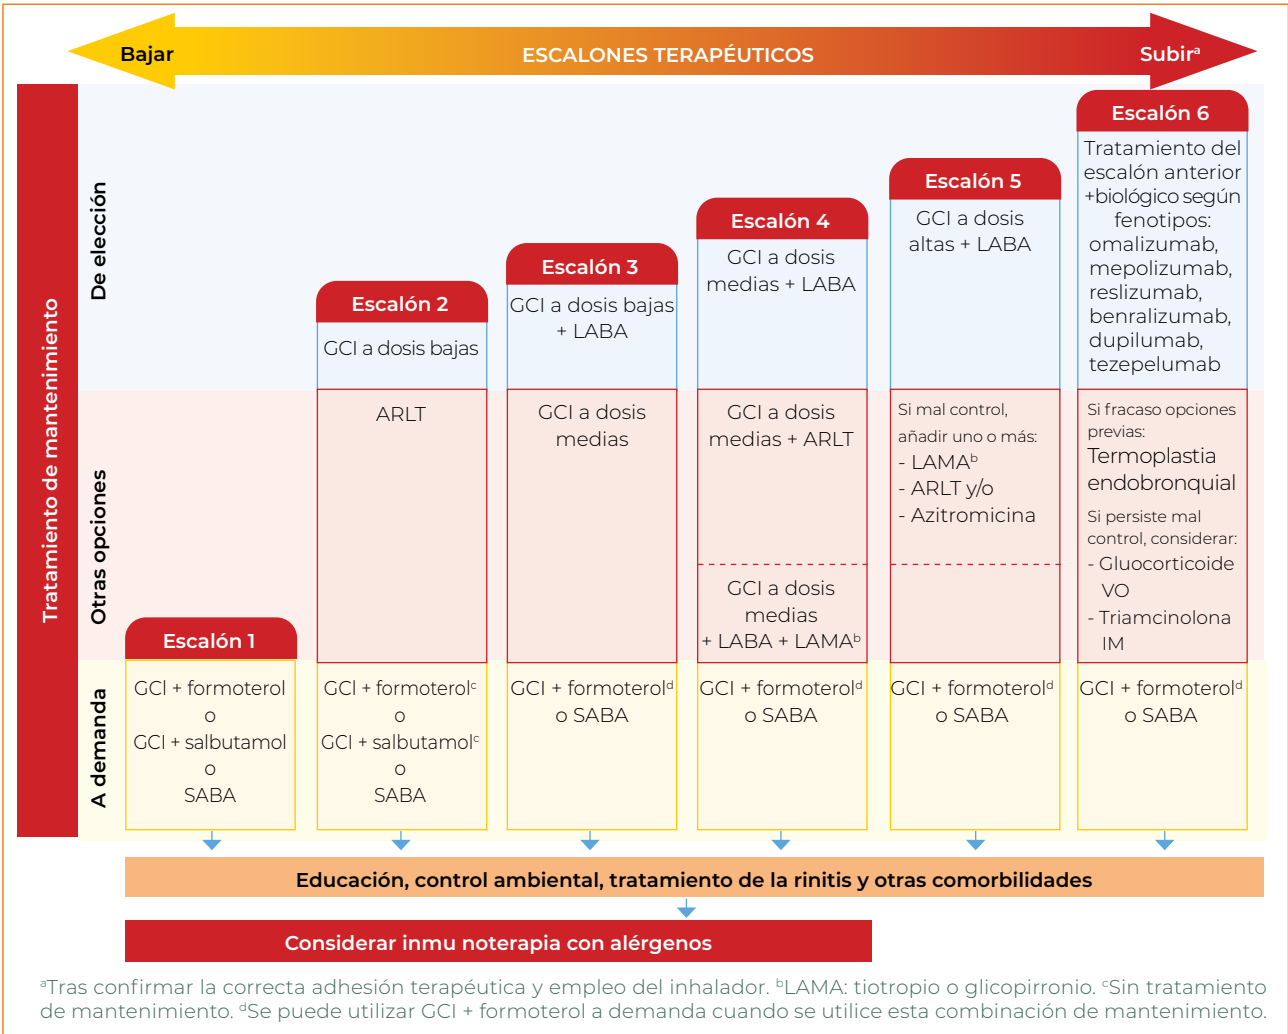 Bajar
ESCALONES TERAPÉUTICOS
Subirᵃ
Tratamiento de mantenimiento
De elección
Otras opciones
A demanda
Escalón 1
GCI + formoterol
o
GCI + salbutamol
o
SABA
Escalón 2
GCI a dosis bajas
ARLT
GCI + formoterolᶜ
o
GCI + salbutamolᶜ
o
SABA
Escalón 3
GCI a dosis bajas
+ LABA
GCI a dosis
medias
GCI + formoterolᵈ
o SABA
Escalón 4
GCI a dosis
medias + LABA
GCI a dosis
medias + ARLT
GCI a dosis
medias
+ LABA + LAMAᵇ
GCI + formoterolᵈ
o SABA
Escalón 5
GCI a dosis
altas + LABA
Si mal control,
añadir uno o más:
- LAMAᵇ
- ARLT y/o
- Azitromicina
GCI + formoterolᵈ
o SABA
Escalón 6
Tratamiento del
escalón anterior
+biológico según
fenotipos:
omalizumab,
mepolizumab,
reslizumab,
benralizumab,
dupilumab,
tezepelumab
Si fracaso opciones
previas:
Termoplastia
endobronquial
Si persiste mal
control, considerar:
- Gluocorticoide
VO
- Triamcinolona
IM
GCI + formoterolᵈ
o SABA
Educación, control ambiental, tratamiento de la rinitis y otras comorbilidades
Considerar inmu noterapia con alérgenos
ᵃTras confirmar la correcta adhesión terapéutica y empleo del inhalador. ᵇLAMA: tiotropio o glicopirronio. ᶜSin tratamiento
de mantenimiento. ᵈSe puede utilizar GCI + formoterol a demanda cuando se utilice esta combinación de mantenimiento.